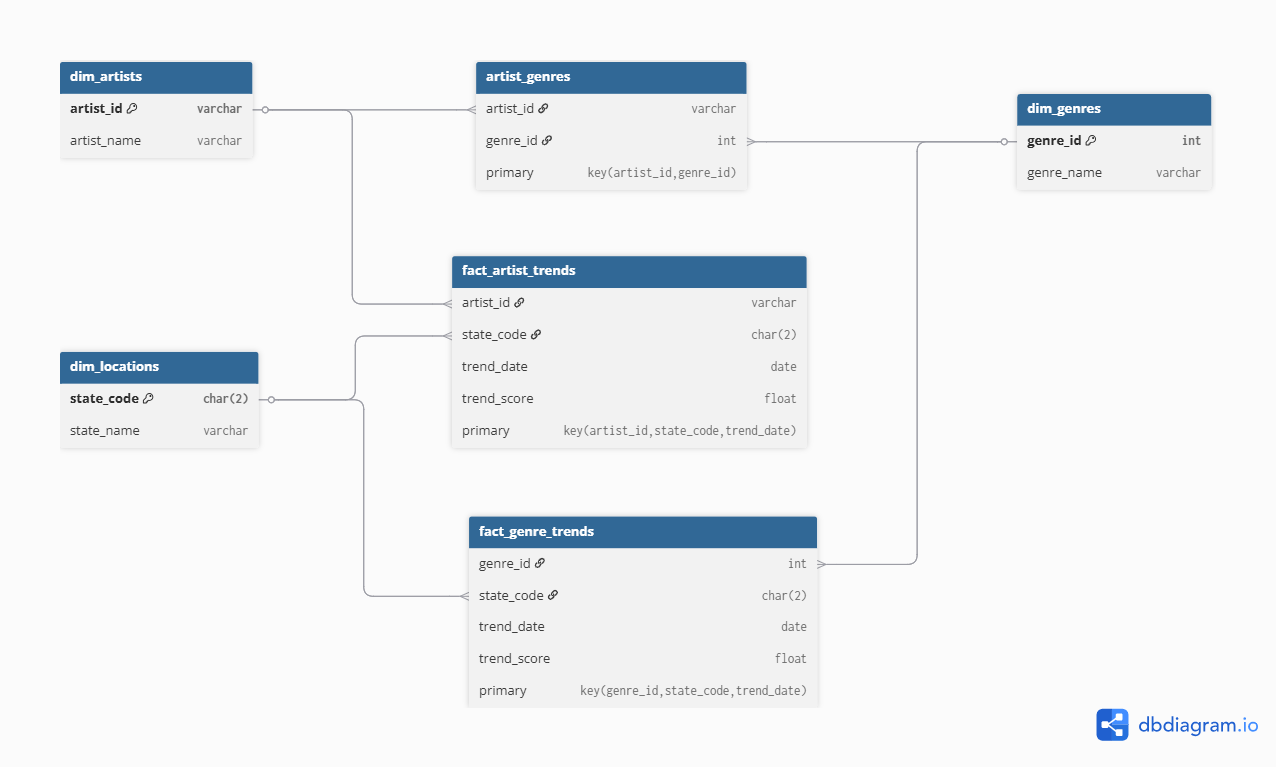 dim_artists
artist_id varchar
artist_name varchar
artist_genres
artist_id varchar
genre_id int
primary key(artist_id,genre_id)
dim_genres
genre_id int
genre_name varchar
fact_artist_trends
artist_id varchar
state_code char(2)
trend_date date
trend_score float
primary key(artist_id,state_code,trend_date)
dim_locations
state_code char(2)
state_name varchar
fact_genre_trends
genre_id int
state_code char(2)
trend_date date
trend_score float
primary key(genre_id,state_code,trend_date)
dbdiagram.io